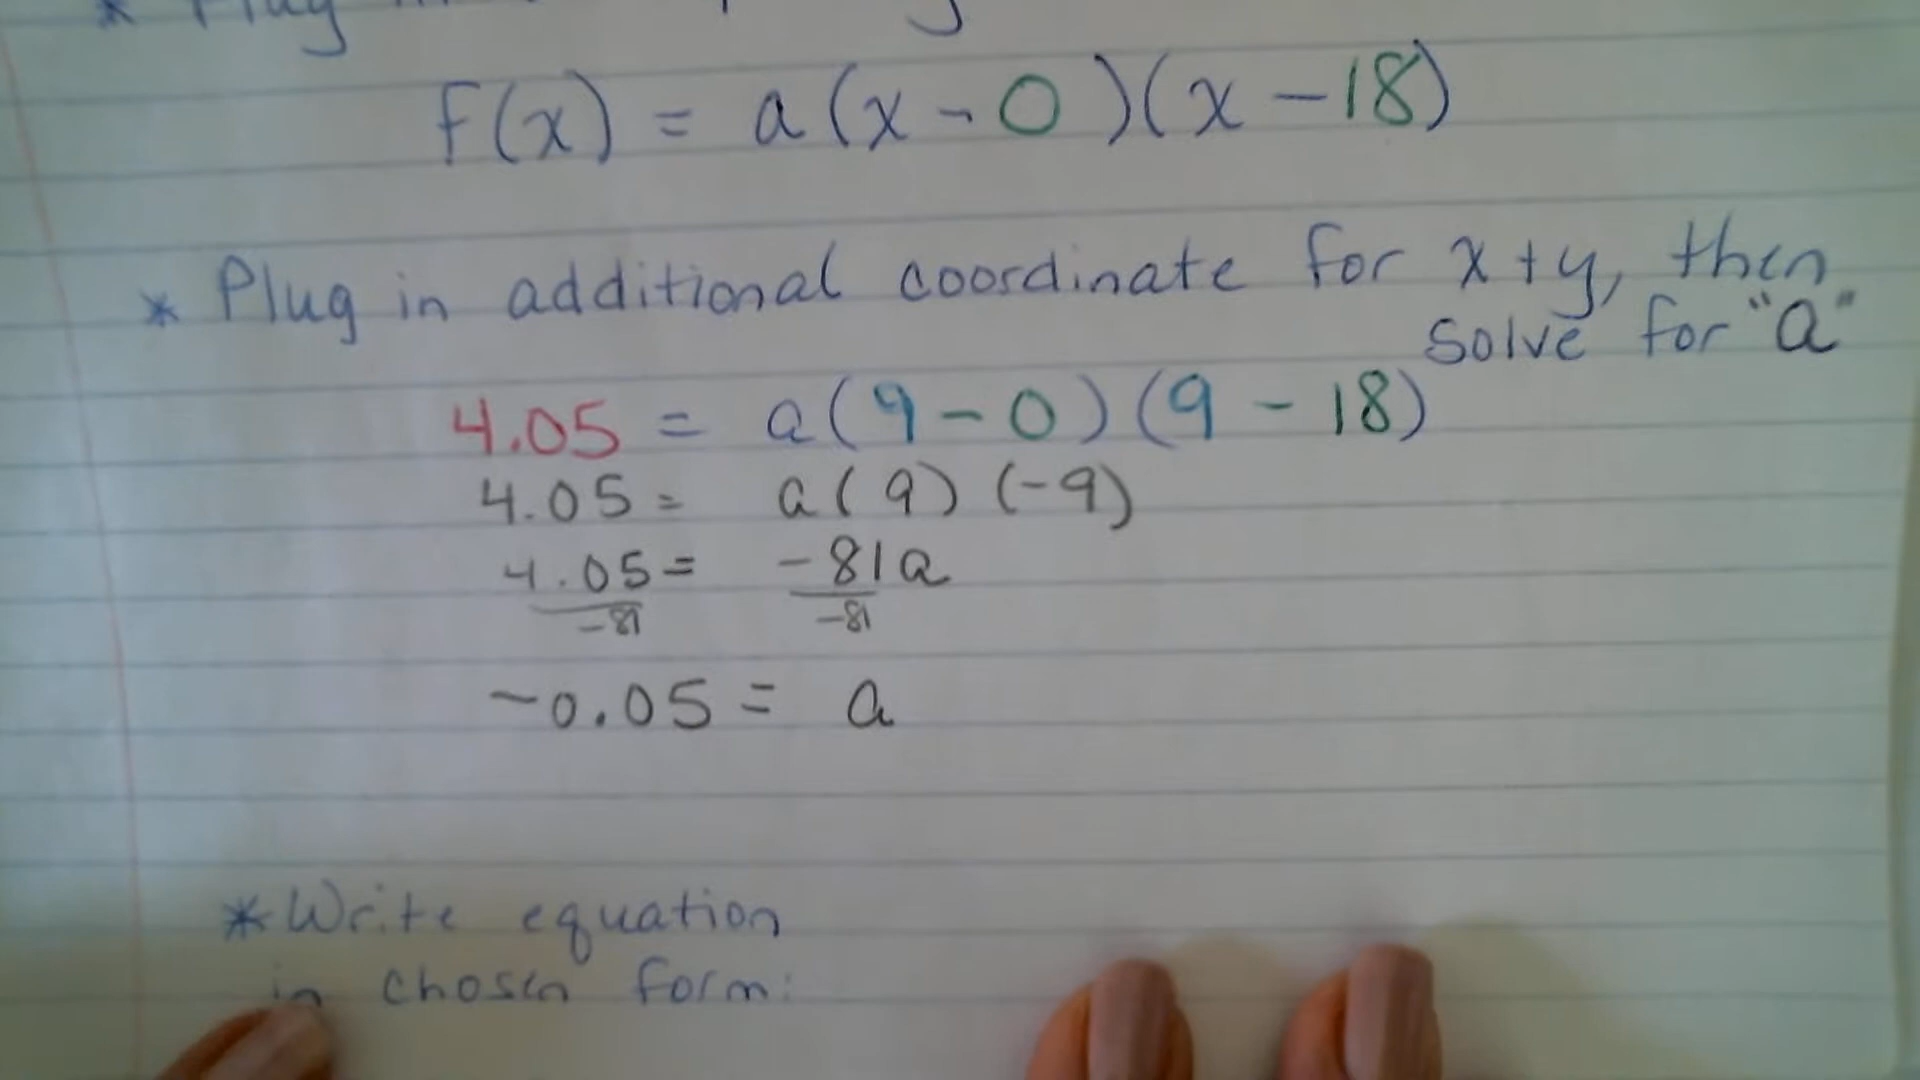 * Plug
f(x) = a(x - 0)(x - 18)
* Plug in additional coordinate for x + y, then
solve for "a"
4.05 = a(9 - 0)(9 - 18)
4.05 = a(9)(-9)
4.05 = -81a
-81 -81
-0.05 = a
* Write equation
in chosen form: